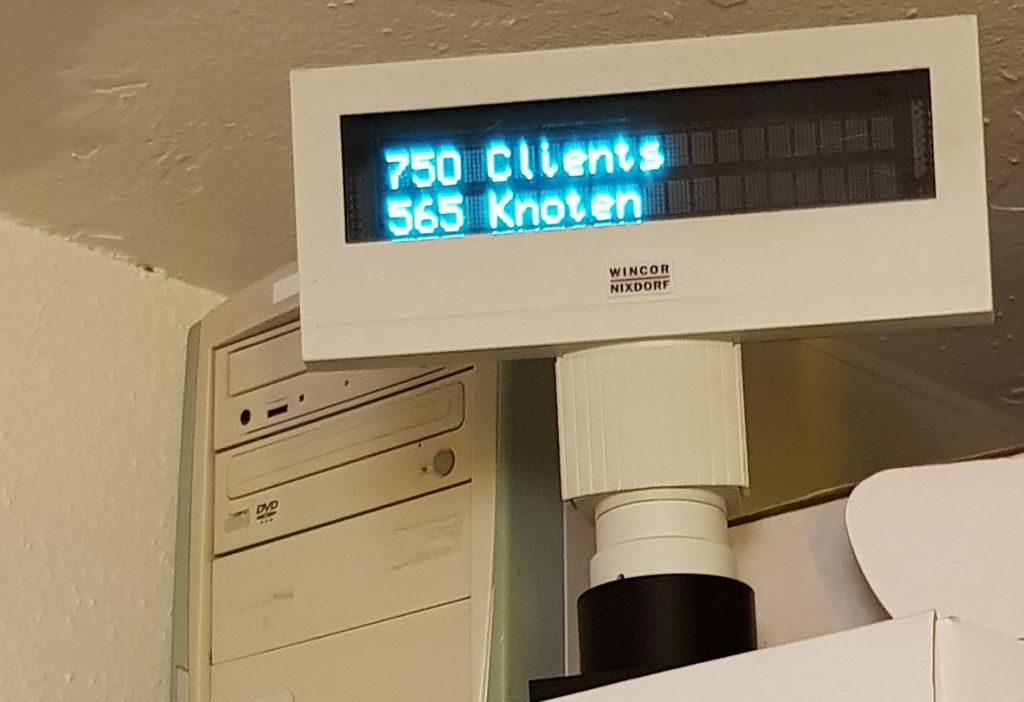 750 Clients
565 Knoten
WINCOR
NIXDORF
DVD